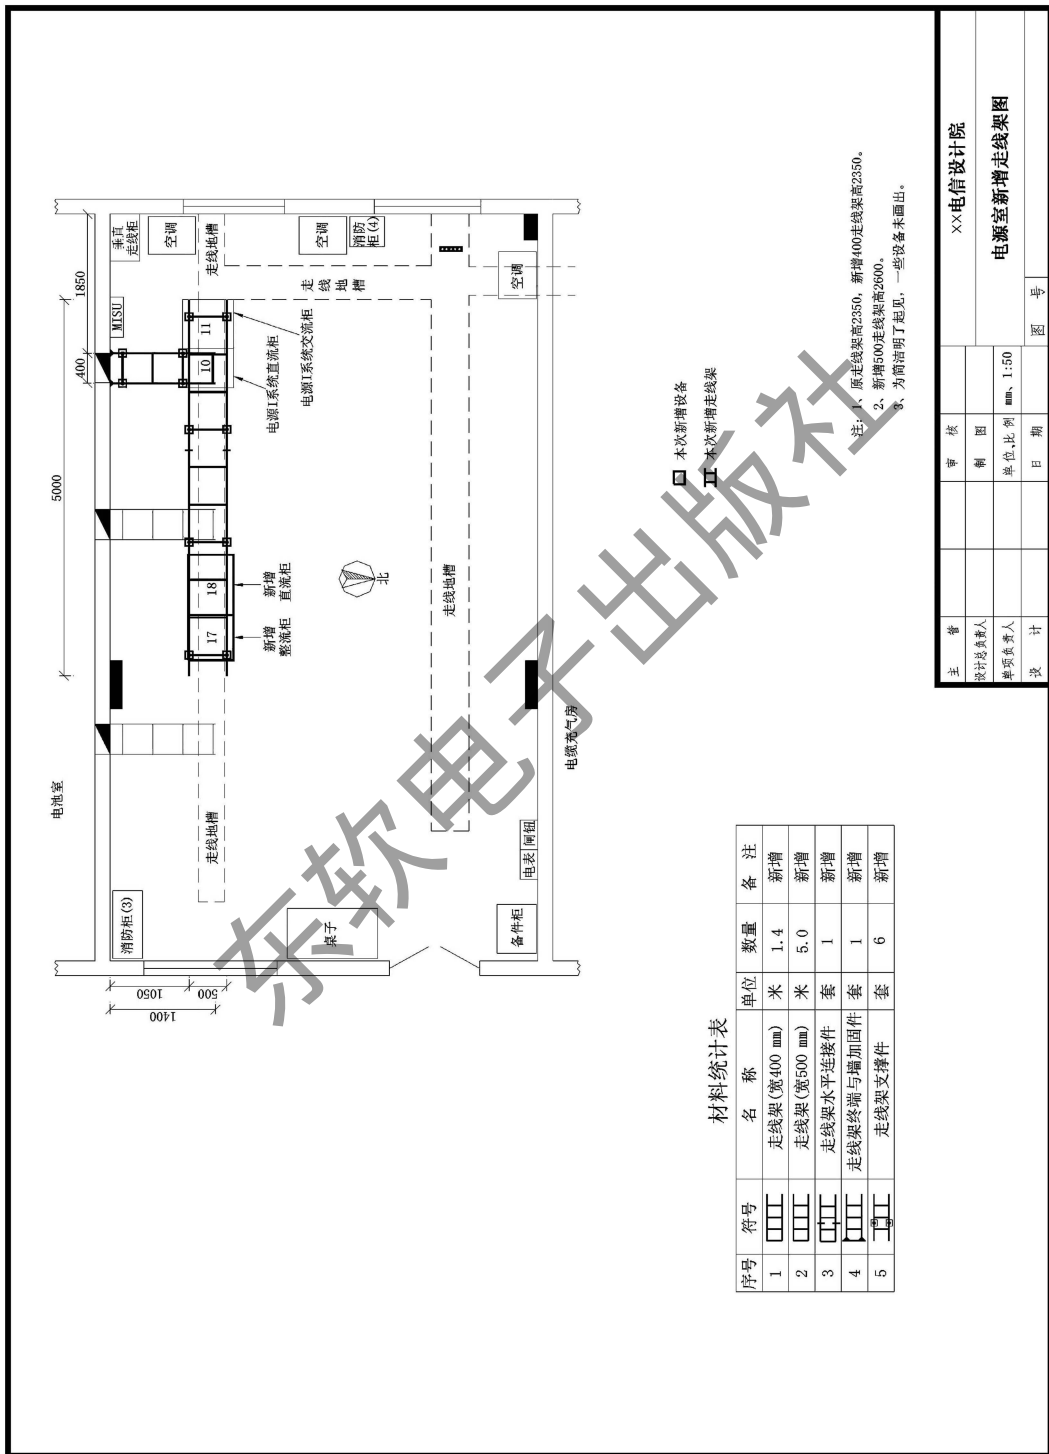 电池室
5000
400
1850
MISU
垂直
走线柜
空调
走线地槽
空调
消防
柜(4)
走线地槽
空调
11
10
电源I系统直流柜
电源I系统交流柜
18
17
新增
直流柜
新增
整流柜
北
走线地槽
走线地槽
消防柜(3)
桌子
备件柜
电表
闸钮
电缆充气房
1050
500
1400
本次新增设备
本次新增走线架
注: 1、原走线架高2350, 新增400走线架高2350。
2、新增500走线架高2600。
3、为简洁明了起见, 一些设备未画出。
材料统计表
序号 符号 名 称 单位 数量 备 注
1 走线架(宽400 mm) 米 1.4 新增
2 走线架(宽500 mm) 米 5.0 新增
3 走线架水平连接件 套 1 新增
4 走线架终端与墙加固件 套 1 新增
5 走线架支撑件 套 6 新增
主 管 审 核 ××电信设计院
设计总负责人 制 图
单项负责人 单位,比例 mm、1:50 电源室新增走线架图
设 计 日 期 图 号
东软电子出版社